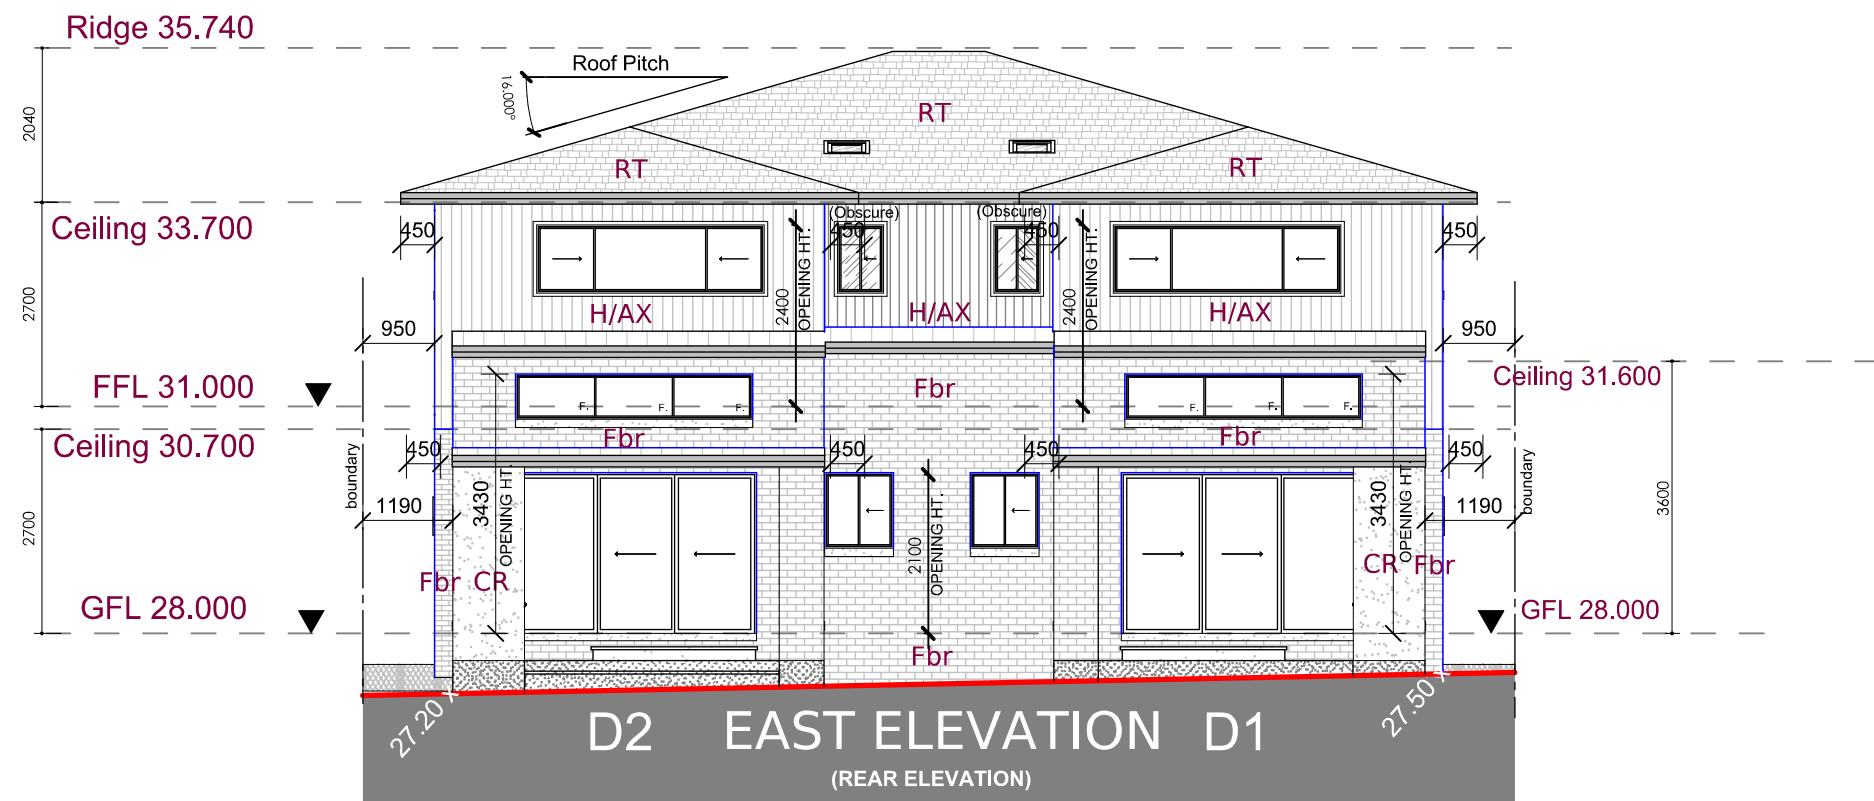 Ridge 35.740
Roof Pitch
16.000°
2040
RT
RT
RT
Ceiling 33.700
(Obscure)
(Obscure)
450
450
450
450
2700
2400
OPENING HT.
2400
OPENING HT.
H/AX
H/AX
H/AX
950
950
FFL 31.000
Ceiling 31.600
Fbr
F.
F.
F.
F.
F.
F.
Ceiling 30.700
Fbr
Fbr
450
450
450
450
boundary
boundary
1190
1190
3430
OPENING HT.
3430
OPENING HT.
2700
3600
2100
OPENING HT.
Fbr
CR
CR
Fbr
GFL 28.000
GFL 28.000
Fbr
27.20 X
27.50 X
D2
EAST ELEVATION
D1
(REAR ELEVATION)